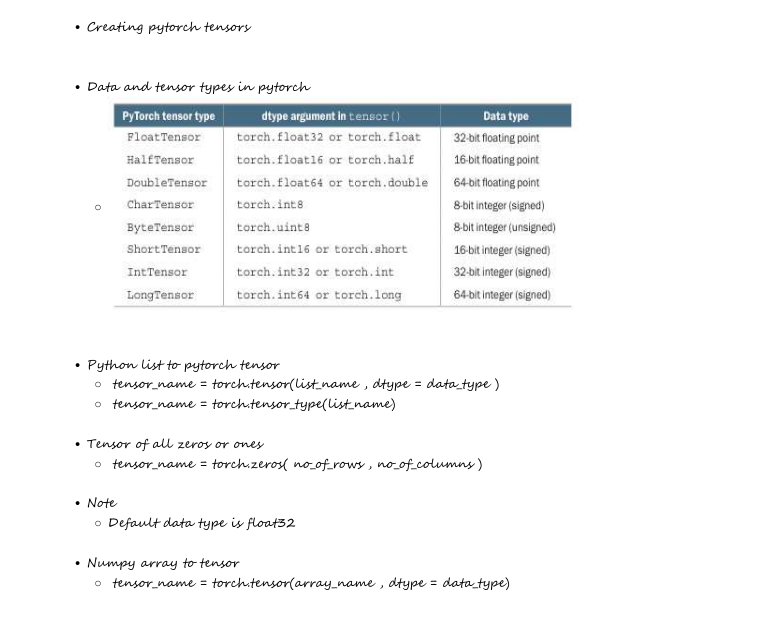 Creating pytorch tensors
Data and tensor types in pytorch
PyTorch tensor type dtype argument in tensor() Data type
FloatTensor torch.float32 or torch.float 32-bit floating point
HalfTensor torch.float16 or torch.half 16-bit floating point
DoubleTensor torch.float64 or torch.double 64-bit floating point
CharTensor torch.int8 8-bit integer (signed)
ByteTensor torch.uint8 8-bit integer (unsigned)
ShortTensor torch.int16 or torch.short 16-bit integer (signed)
IntTensor torch.int32 or torch.int 32-bit integer (signed)
LongTensor torch.int64 or torch.long 64-bit integer (signed)
Python list to pytorch tensor
tensor_name = torch.tensor(list_name , dtype = data_type )
tensor_name = torch.tensor_type(list_name)
Tensor of all zeros or ones
tensor_name = torch.zeros( no_of_rows , no_of_columns )
Note
Default data type is float32
Numpy array to tensor
tensor_name = torch.tensor(array_name , dtype = data_type)